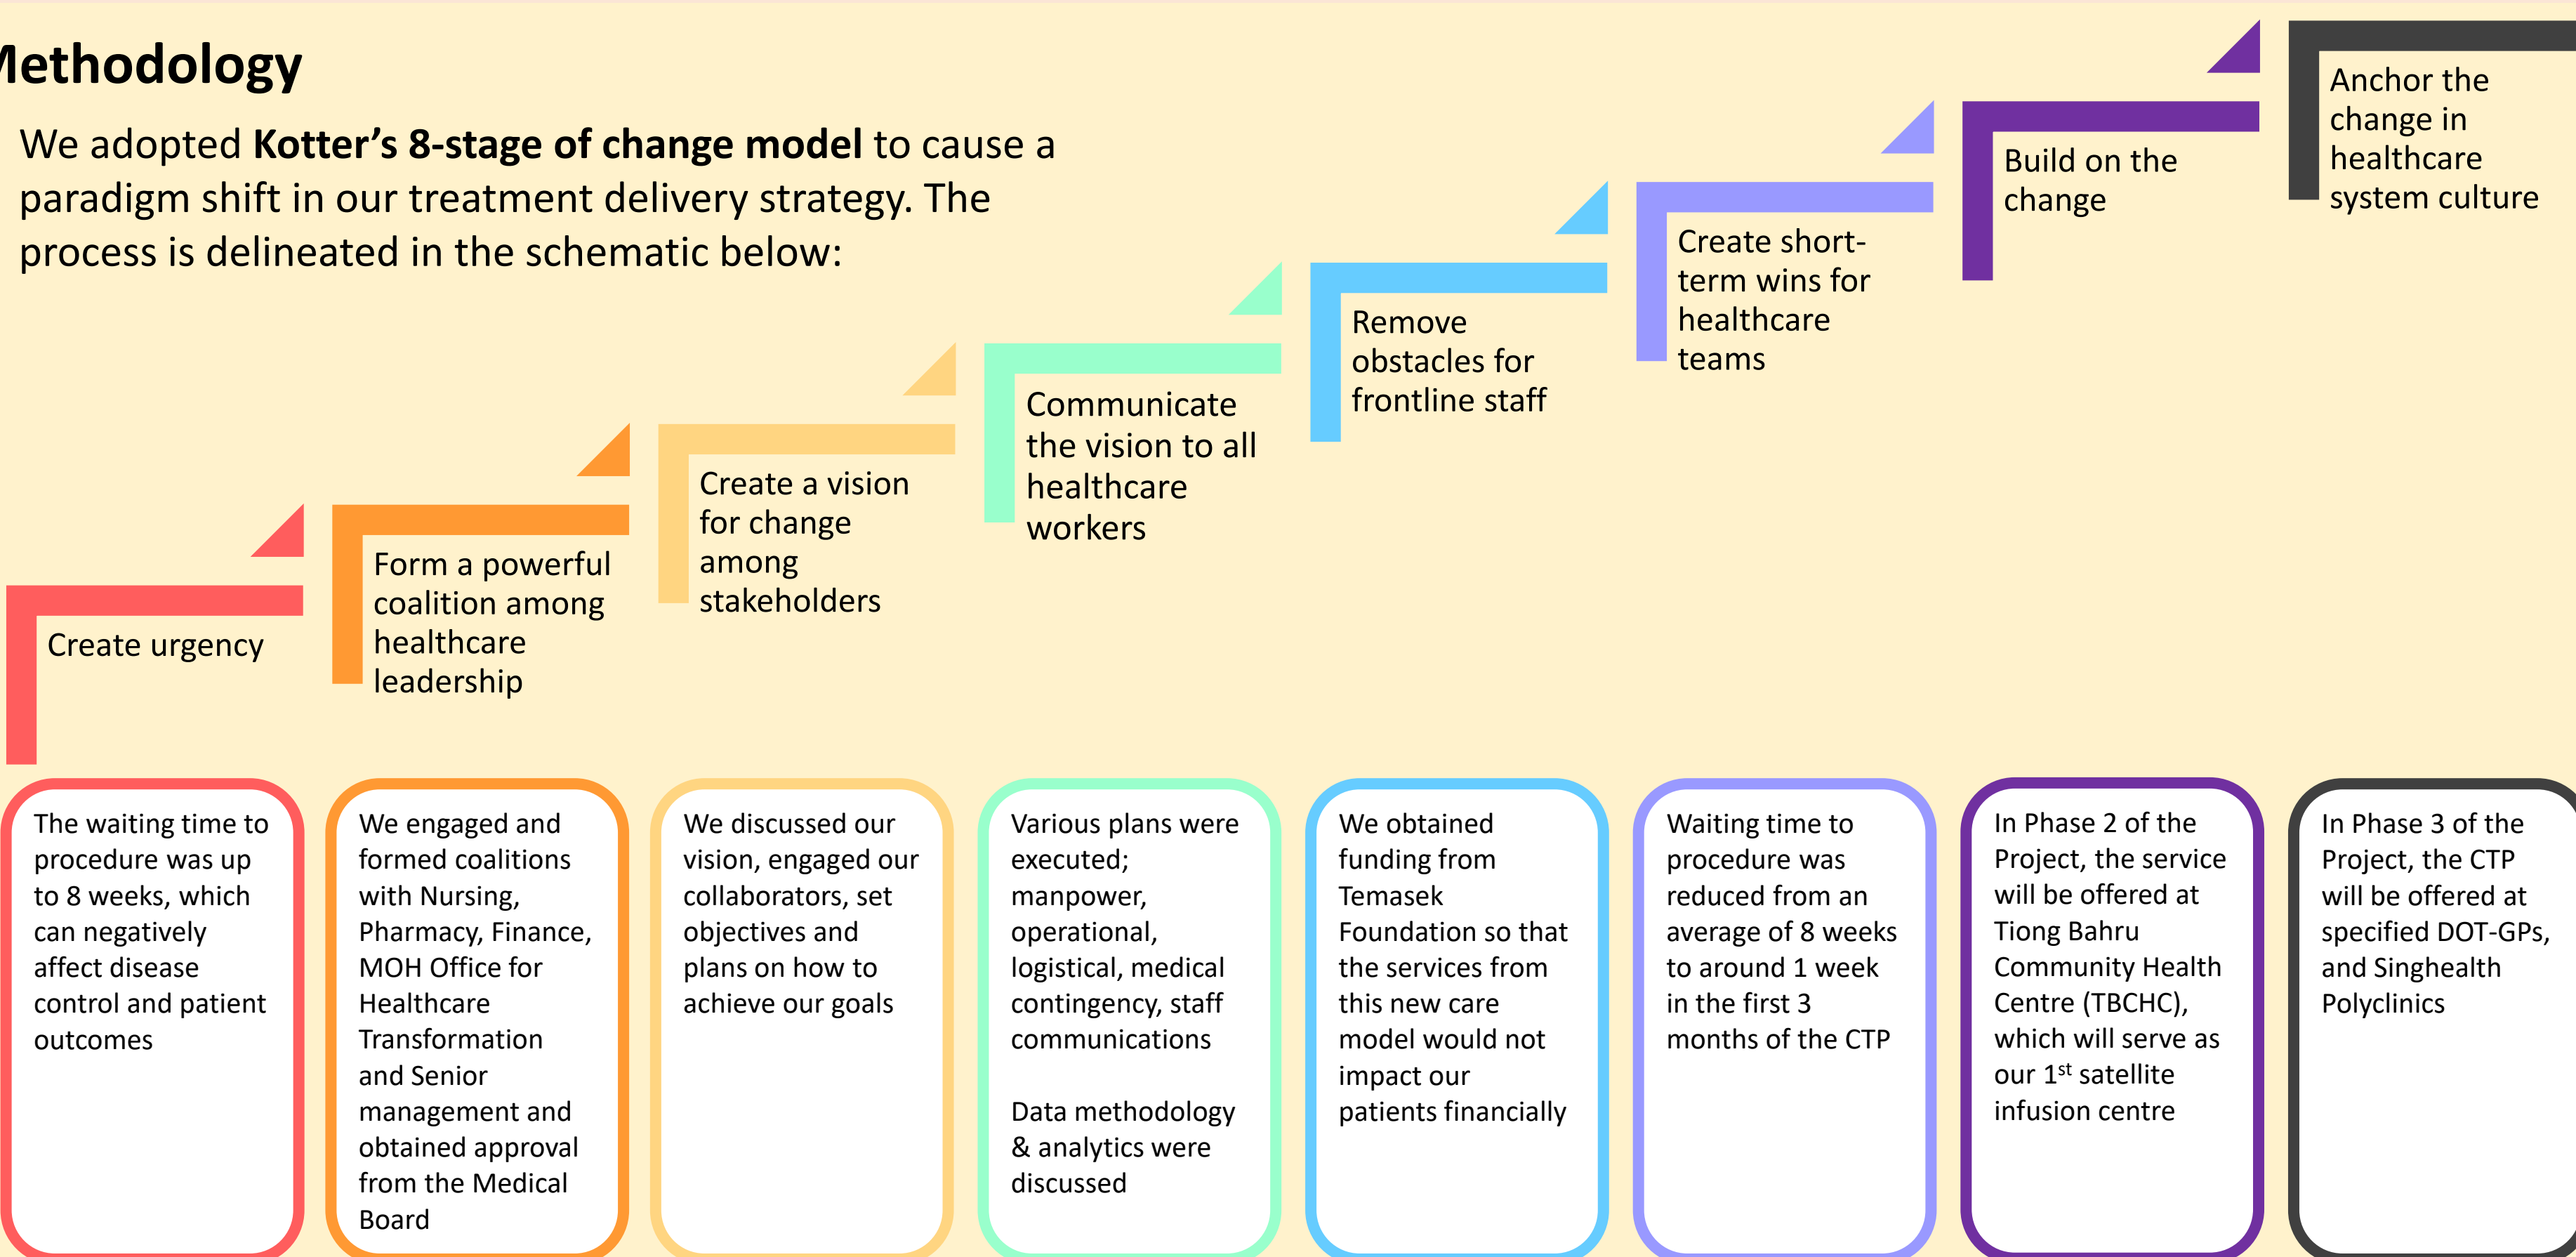 Methodology
We adopted Kotter’s 8-stage of change model to cause a
paradigm shift in our treatment delivery strategy. The
process is delineated in the schematic below:
Create urgency
Form a powerful
coalition among
healthcare
leadership
Create a vision
for change
among
stakeholders
Communicate
the vision to all
healthcare
workers
Remove
obstacles for
frontline staff
Create short-
term wins for
healthcare
teams
Build on the
change
Anchor the
change in
healthcare
system culture
The waiting time to
procedure was up
to 8 weeks, which
can negatively
affect disease
control and patient
outcomes
We engaged and
formed coalitions
with Nursing,
Pharmacy, Finance,
MOH Office for
Healthcare
Transformation
and Senior
management and
obtained approval
from the Medical
Board
We discussed our
vision, engaged our
collaborators, set
objectives and
plans on how to
achieve our goals
Various plans were
executed;
manpower,
operational,
logistical, medical
contingency, staff
communications
Data methodology
& analytics were
discussed
We obtained
funding from
Temasek
Foundation so that
the services from
this new care
model would not
impact our
patients financially
Waiting time to
procedure was
reduced from an
average of 8 weeks
to around 1 week
in the first 3
months of the CTP
In Phase 2 of the
Project, the service
will be offered at
Tiong Bahru
Community Health
Centre (TBCHC),
which will serve as
our 1st satellite
infusion centre
In Phase 3 of the
Project, the CTP
will be offered at
specified DOT-GPs,
and Singhealth
Polyclinics